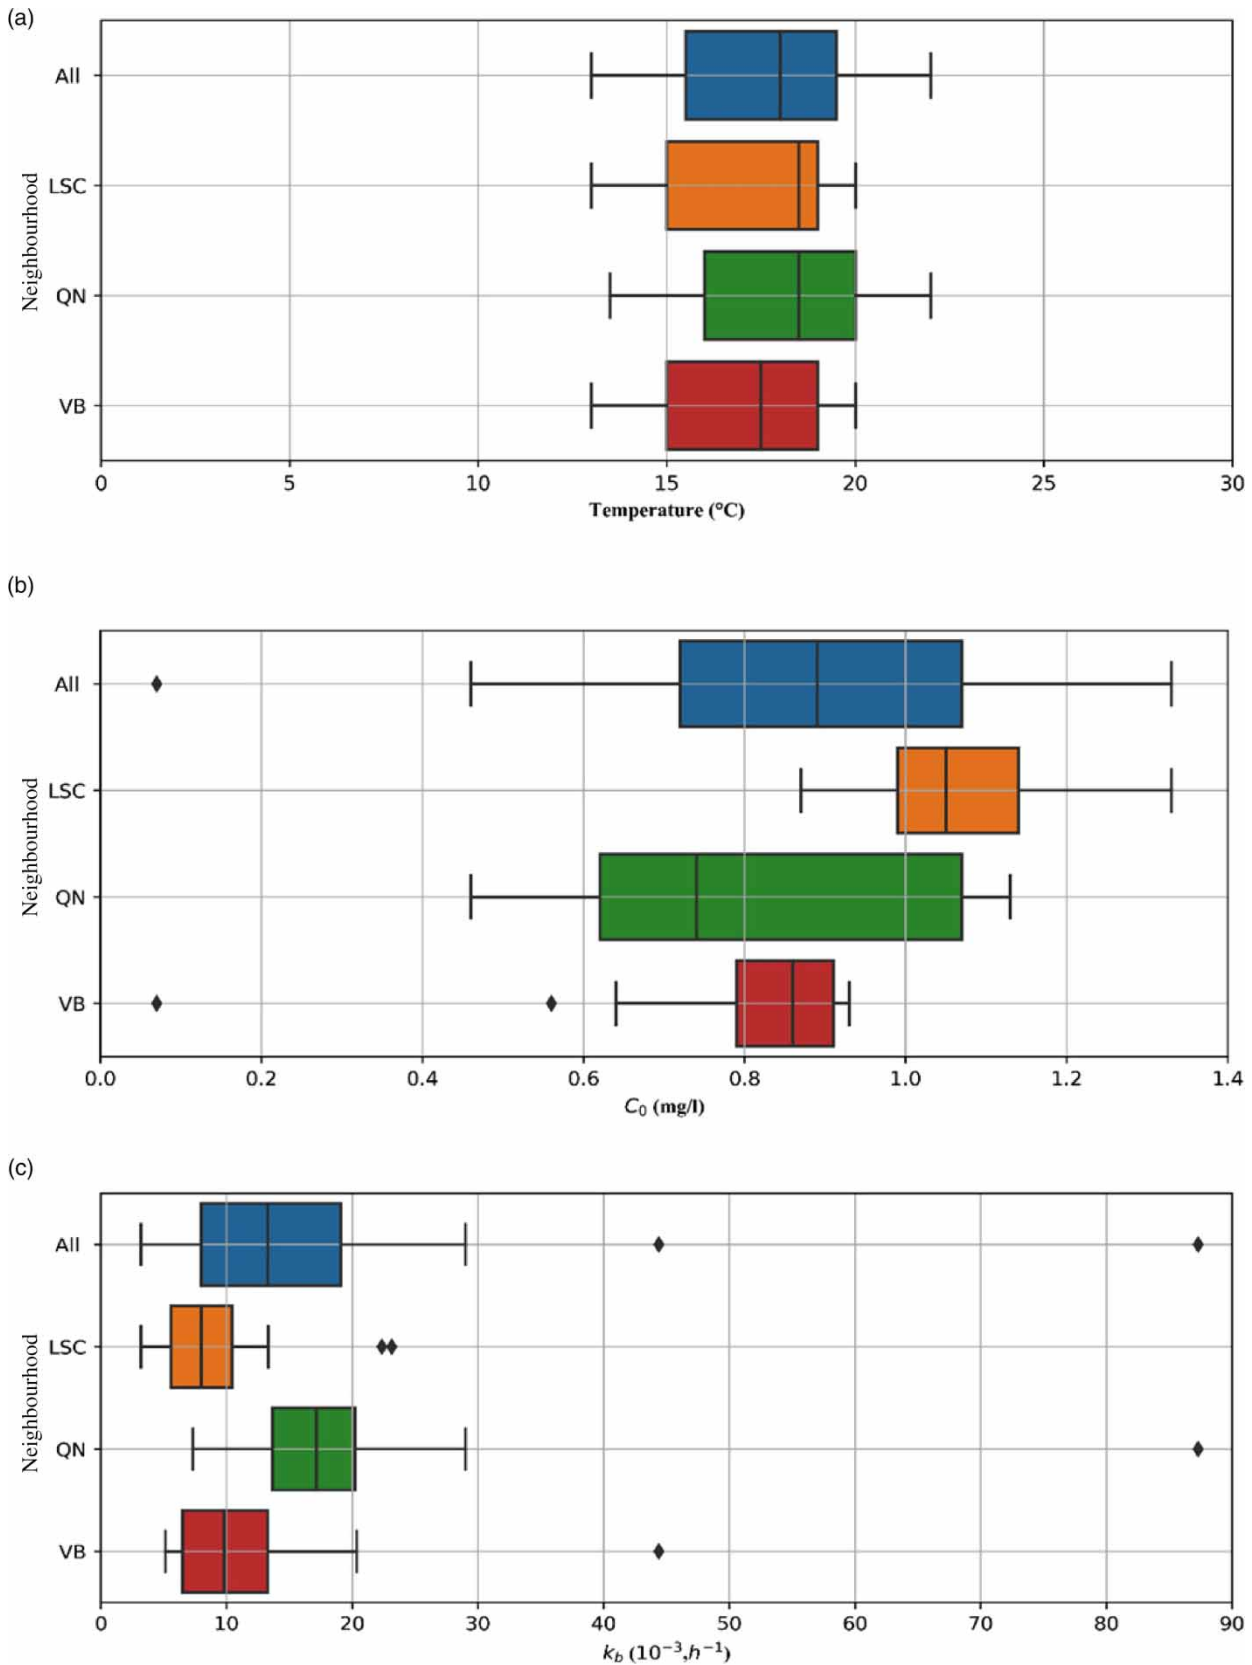 (a)
All
LSC
QN
VB
Neighbourhood
0 5 10 15 20 25 30
Temperature (°C)
(b)
All
LSC
QN
VB
Neighbourhood
0.0 0.2 0.4 0.6 0.8 1.0 1.2 1.4
C₀ (mg/l)
(c)
All
LSC
QN
VB
Neighbourhood
0 10 20 30 40 50 60 70 80 90
k_b (10⁻³,h⁻¹)